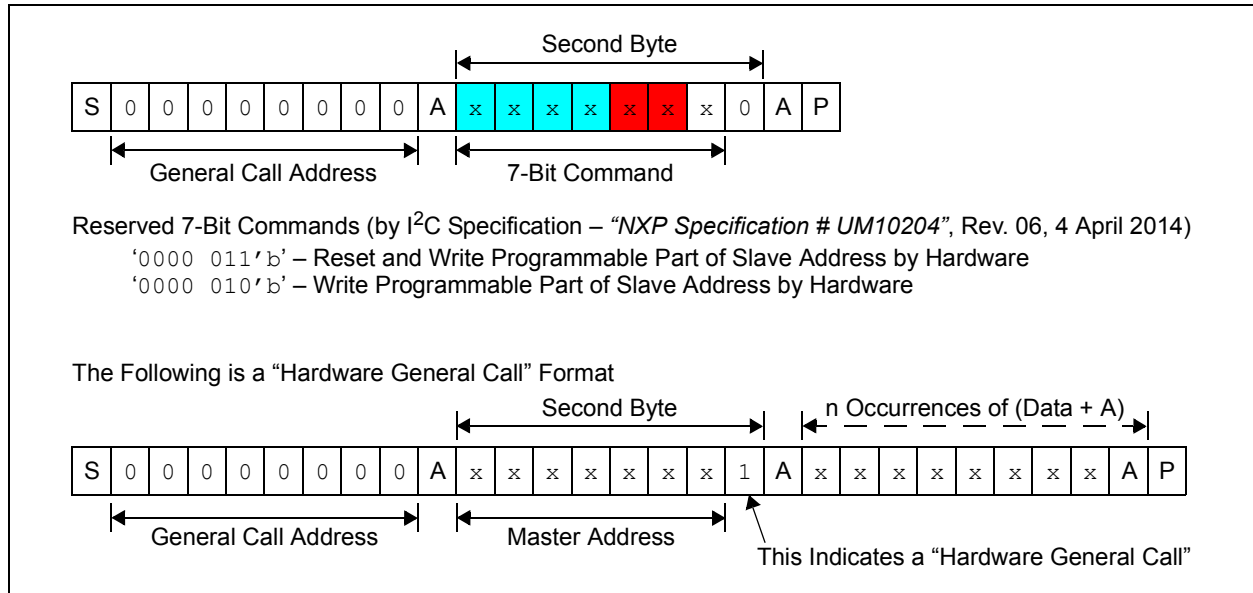 Second Byte
S 0 0 0 0 0 0 0 0 A x x x x x x x 0 A P
General Call Address 7-Bit Command
Reserved 7-Bit Commands (by I²C Specification – “NXP Specification # UM10204”, Rev. 06, 4 April 2014)
‘0000 011’b’ – Reset and Write Programmable Part of Slave Address by Hardware
‘0000 010’b’ – Write Programmable Part of Slave Address by Hardware
The Following is a “Hardware General Call” Format
Second Byte n Occurrences of (Data + A)
S 0 0 0 0 0 0 0 0 A x x x x x x x 1 A x x x x x x x x A P
General Call Address Master Address
This Indicates a “Hardware General Call”